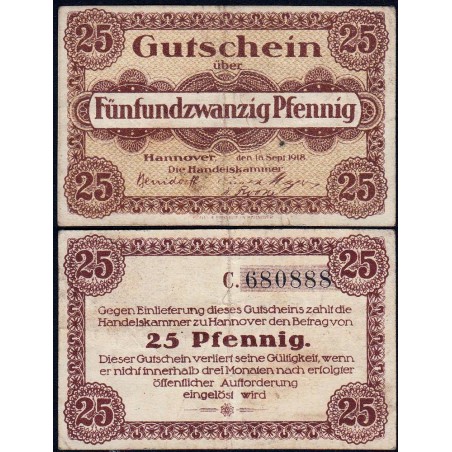 25 Gutschein 25
über
Fünfundzwanzig Pfennig
Hannover, den 18. Sept. 1918.
Die Handelskammer
25 25
25 25
C. 680888
Gegen Einlieferung dieses Gutscheins zahlt die
Handelskammer zu Hannover den Betrag von
25 Pfennig.
Dieser Gutschein verliert seine Gültigkeit, wenn
er nicht innerhalb drei Monaten nach erfolgter
öffentlicher Aufforderung
eingelöst wird
25 25